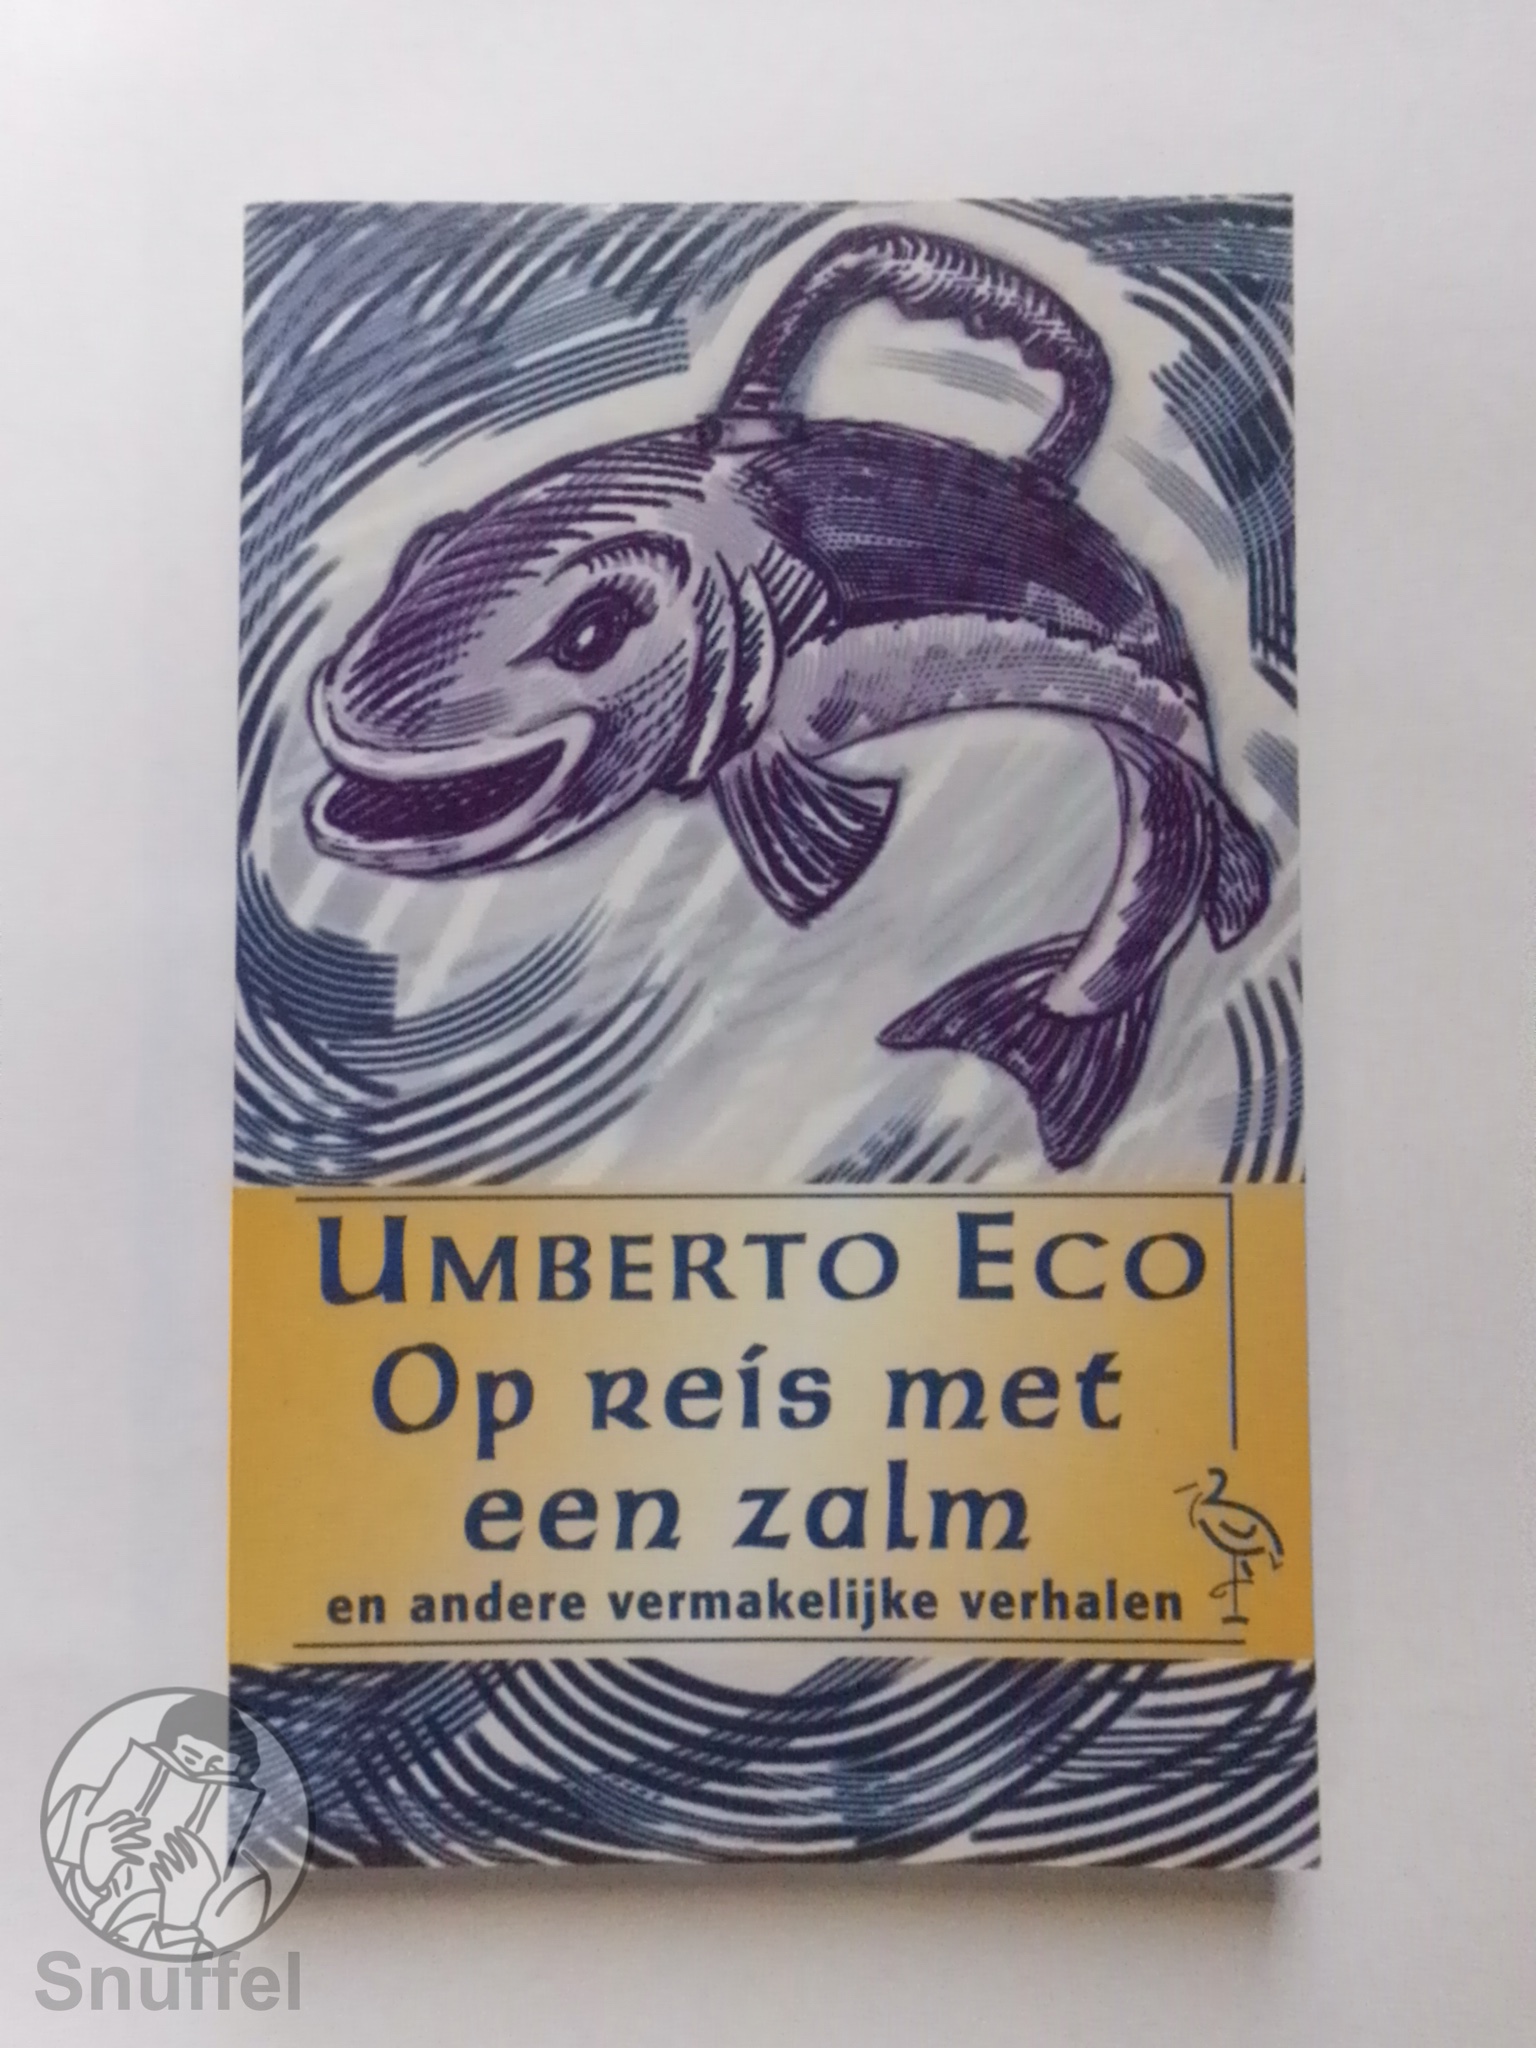 UMBERTO ECO
Op reis met
een zalm
en andere vermakelijke verhalen
Snuffel